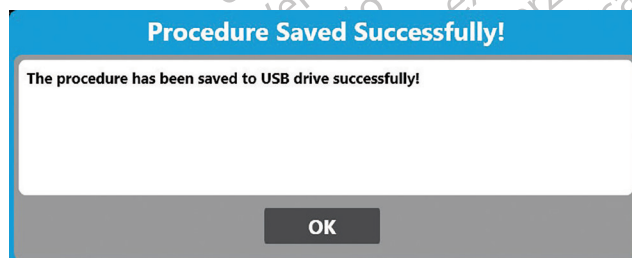 Procedure Saved Successfully!
The procedure has been saved to USB drive successfully!
OK